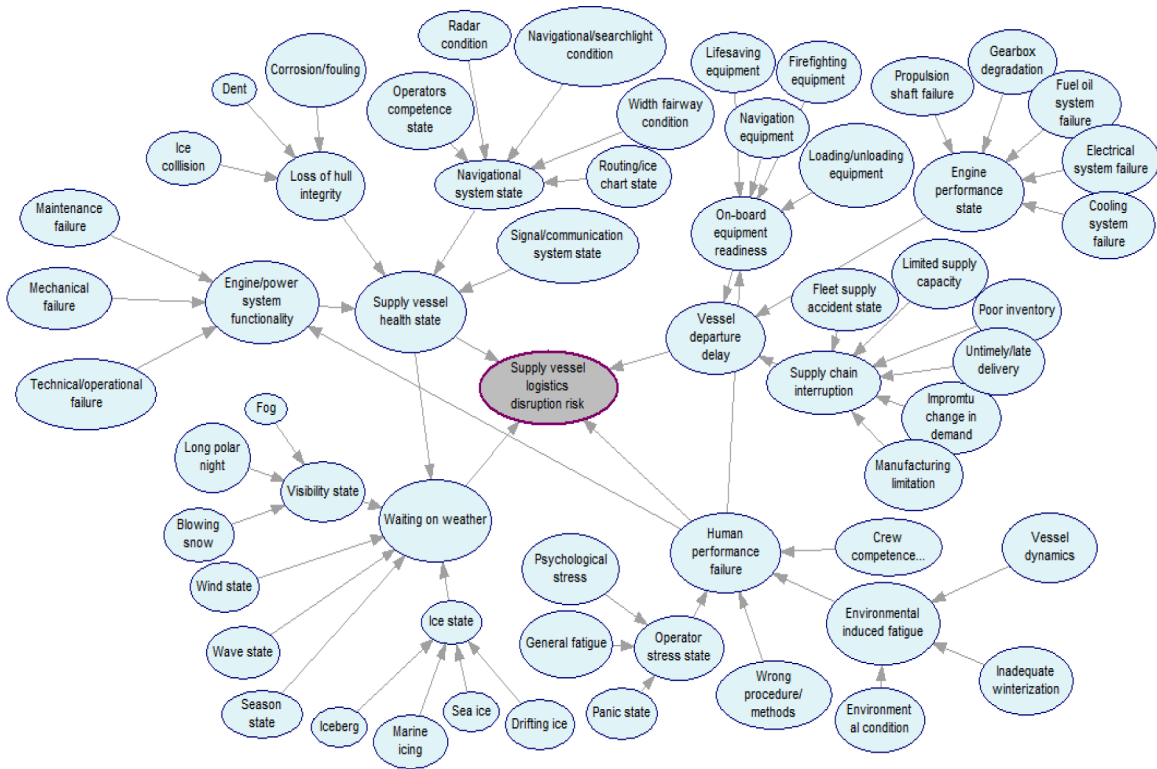 Radar
condition
Navigational/searchlight
condition
Lifesaving
equipment
Firefighting
equipment
Gearbox
degradation
Corrosion/fouling
Propulsion
shaft failure
Fuel oil
system
failure
Dent
Operators
competence
state
Width fairway
condition
Navigation
equipment
Ice
colllision
Loss of hull
integrity
Navigational
system state
Routing/ice
chart state
Loading/unloading
equipment
Electrical
system failure
Engine
performance
state
Cooling
system
failure
Maintenance
failure
Signal/communication
system state
On-board
equipment
readiness
Limited supply
capacity
Mechanical
failure
Engine/power
system
functionality
Supply vessel
health state
Fleet supply
accident state
Poor inventory
Vessel
departure
delay
Untimely/late
delivery
Technical/operational
failure
Supply vessel
logistics
disruption risk
Supply chain
interruption
Impromtu
change in
demand
Fog
Long polar
night
Manufacturing
limitation
Visibility state
Waiting on weather
Blowing
snow
Human
performance
failure
Crew
competence...
Vessel
dynamics
Psychological
stress
Wind state
Ice state
Environmental
induced fatigue
General fatigue
Operator
stress state
Wave state
Wrong
procedure/
methods
Inadequate
winterization
Season
state
Iceberg
Marine
icing
Sea ice
Drifting ice
Panic state
Environment
al condition